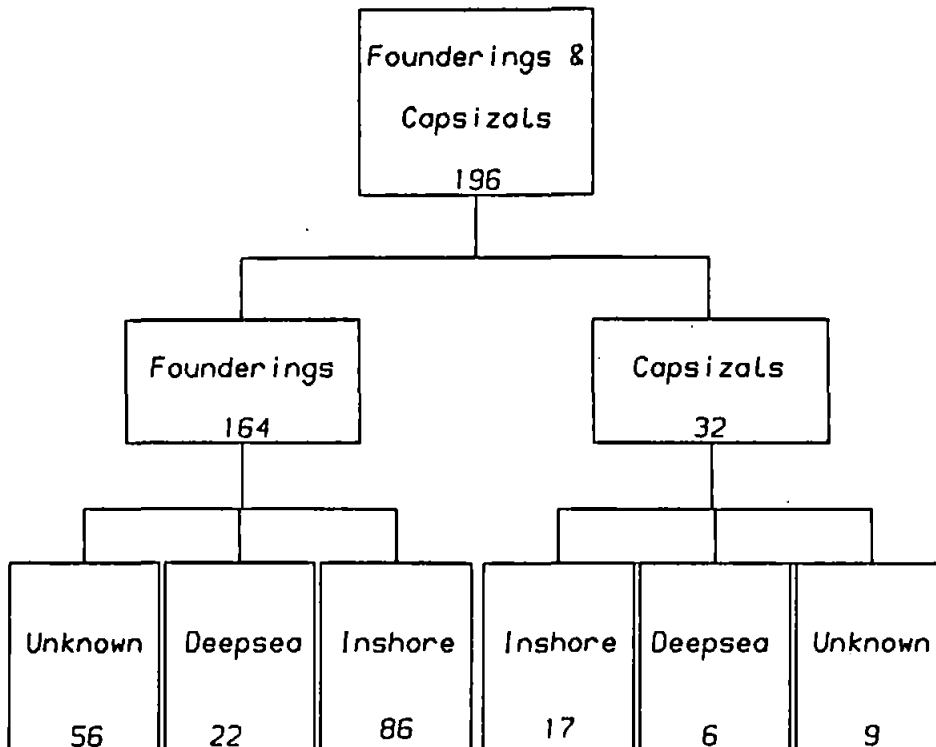 Founderings &
Capsizals
196
Founderings
164
Capsizals
32
Unknown
56
Deepsea
22
Inshore
86
Inshore
17
Deepsea
6
Unknown
9